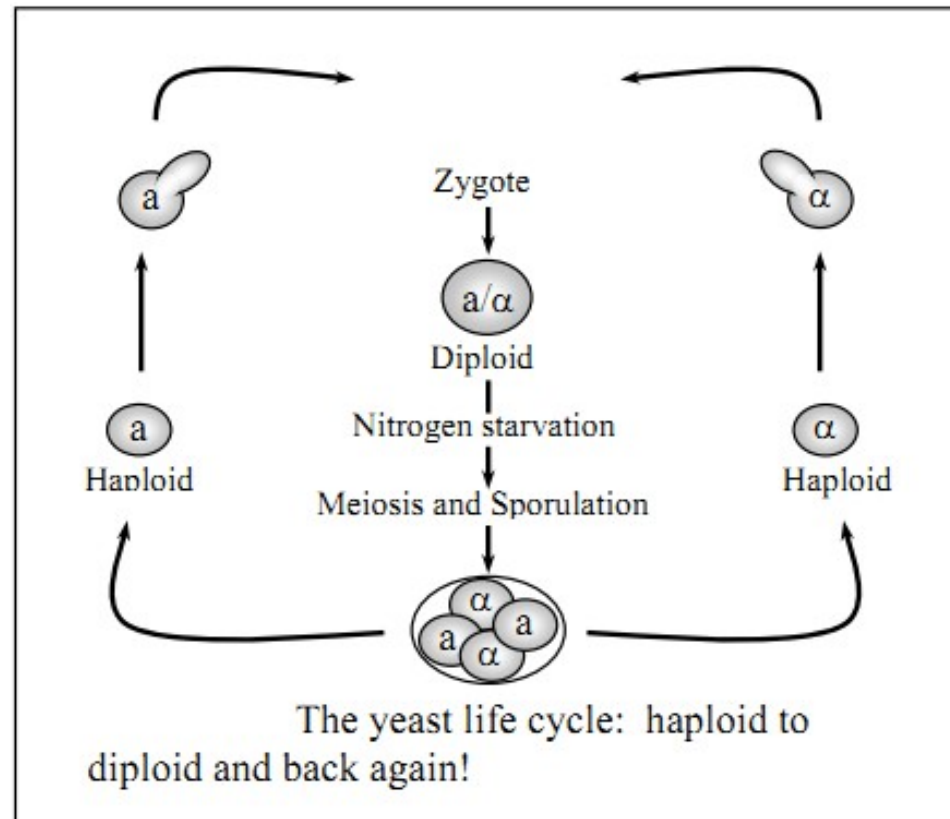 a
α
Zygote
a/α
Diploid
Nitrogen starvation
a
α
Haploid
Haploid
Meiosis and Sporulation
α
a
a
α
The yeast life cycle: haploid to
diploid and back again!